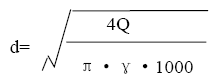 d= √ 4Q
π · γ · 1000